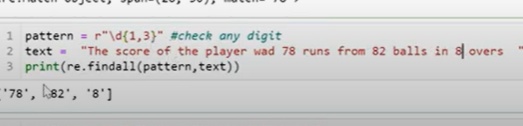 1 pattern = r"\d{1,3}" #check any digit
2 text = "The score of the player wad 78 runs from 82 balls in 8 overs "
3 print(re.findall(pattern,text))
'78', '82', '8']